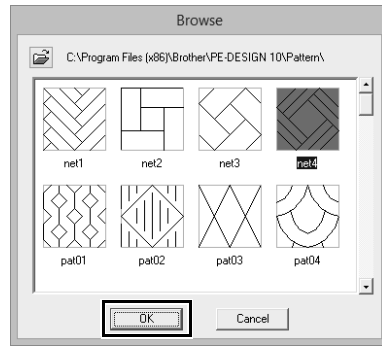 Browse
C:\Program Files (x86)\Brother\PE-DESIGN 10\Pattern\
net1 net2 net3 net4
pat01 pat02 pat03 pat04
OK Cancel